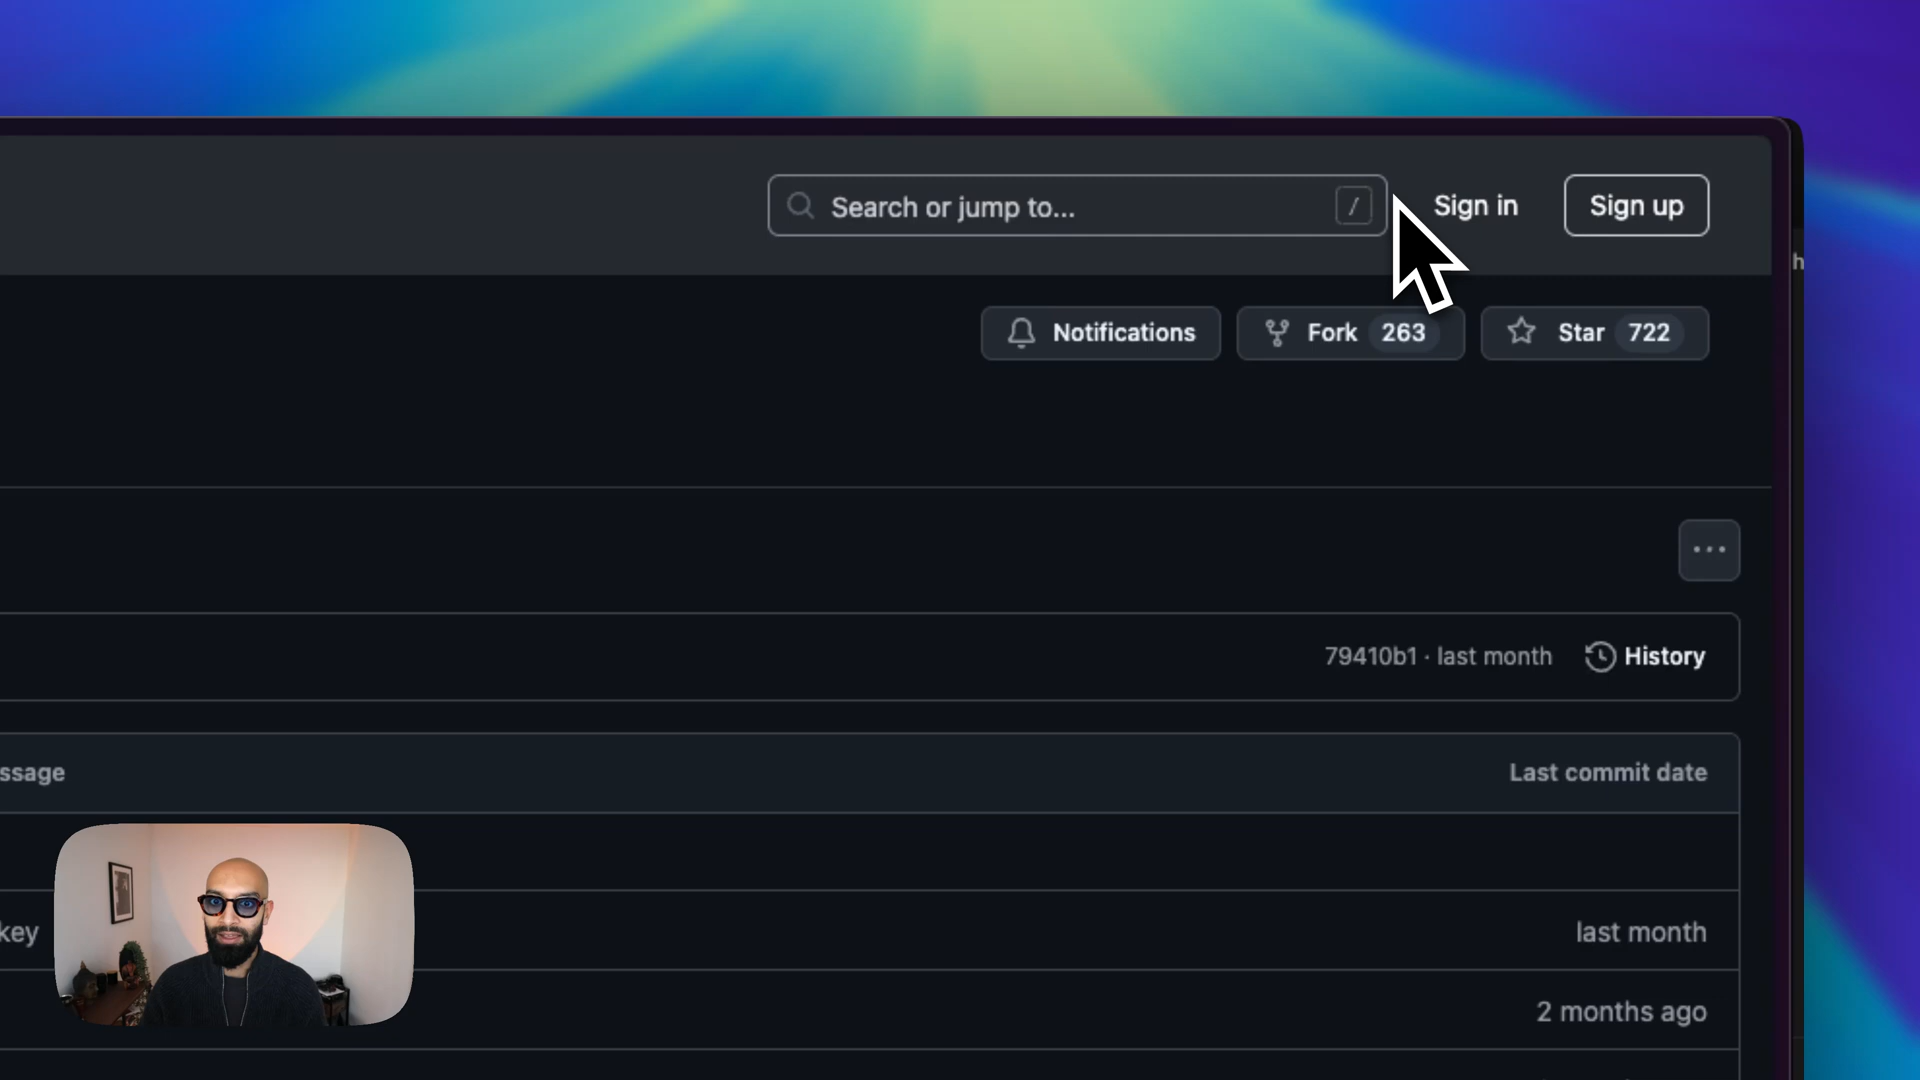 Search or jump to... /
Sign in
Sign up
h
Notifications
Fork 263
Star 722
79410b1 · last month
History
ssage
Last commit date
key
last month
2 months ago